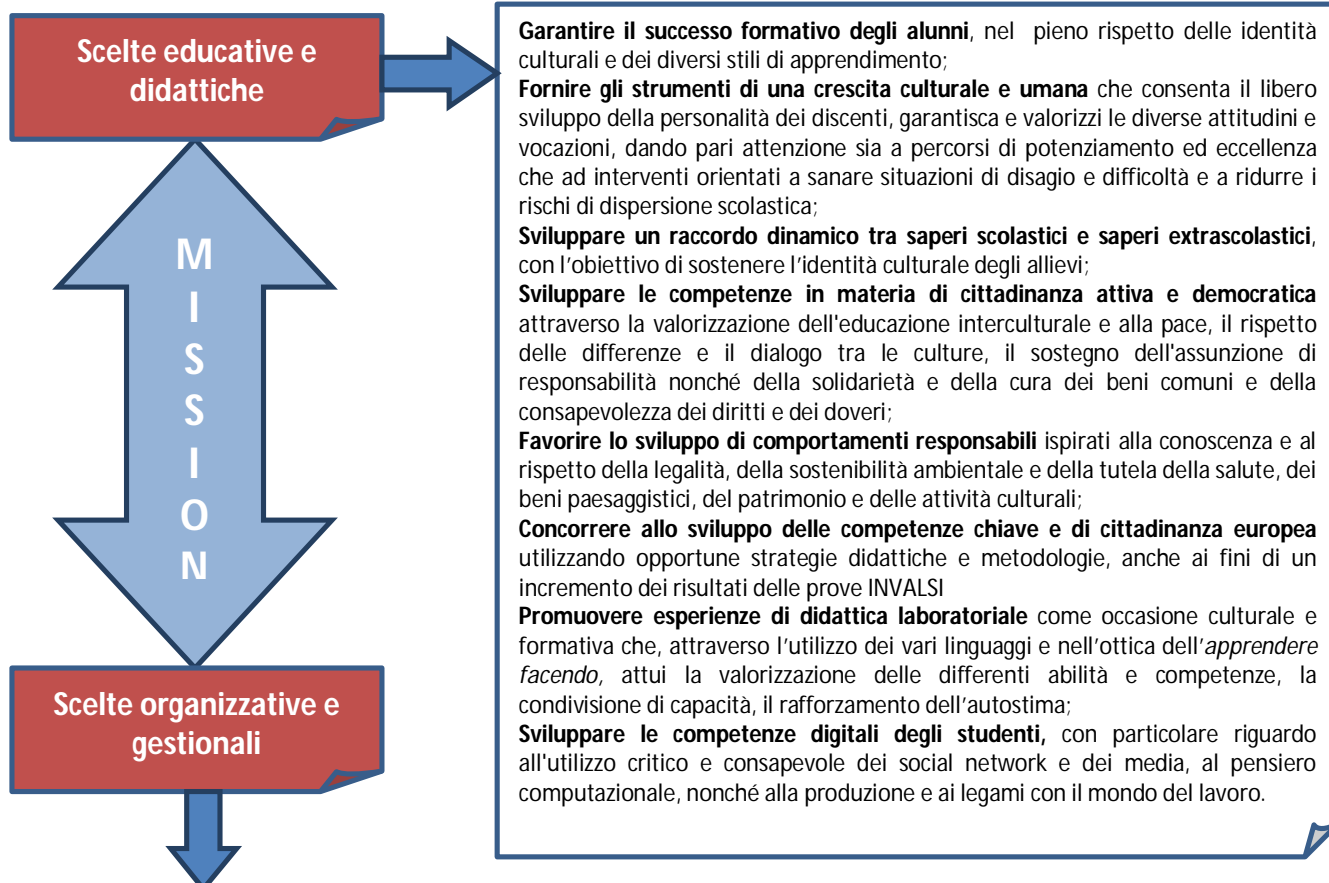 Scelte educative e
didattiche
Garantire il successo formativo degli alunni, nel pieno rispetto delle identità
culturali e dei diversi stili di apprendimento;
Fornire gli strumenti di una crescita culturale e umana che consenta il libero
sviluppo della personalità dei discenti, garantisca e valorizzi le diverse attitudini e
vocazioni, dando pari attenzione sia a percorsi di potenziamento ed eccellenza
che ad interventi orientati a sanare situazioni di disagio e difficoltà e a ridurre i
rischi di dispersione scolastica;
Sviluppare un raccordo dinamico tra saperi scolastici e saperi extrascolastici,
con l’obiettivo di sostenere l’identità culturale degli allievi;
Sviluppare le competenze in materia di cittadinanza attiva e democratica
attraverso la valorizzazione dell'educazione interculturale e alla pace, il rispetto
delle differenze e il dialogo tra le culture, il sostegno dell'assunzione di
responsabilità nonché della solidarietà e della cura dei beni comuni e della
consapevolezza dei diritti e dei doveri;
Favorire lo sviluppo di comportamenti responsabili ispirati alla conoscenza e al
rispetto della legalità, della sostenibilità ambientale e della tutela della salute, dei
beni paesaggistici, del patrimonio e delle attività culturali;
Concorrere allo sviluppo delle competenze chiave e di cittadinanza europea
utilizzando opportune strategie didattiche e metodologie, anche ai fini di un
incremento dei risultati delle prove INVALSI
Promuovere esperienze di didattica laboratoriale come occasione culturale e
formativa che, attraverso l’utilizzo dei vari linguaggi e nell’ottica dell’apprendere
facendo, attui la valorizzazione delle differenti abilità e competenze, la
condivisione di capacità, il rafforzamento dell’autostima;
Sviluppare le competenze digitali degli studenti, con particolare riguardo
all'utilizzo critico e consapevole dei social network e dei media, al pensiero
computazionale, nonché alla produzione e ai legami con il mondo del lavoro.
M
I
S
S
I
O
N
Scelte organizzative e
gestionali